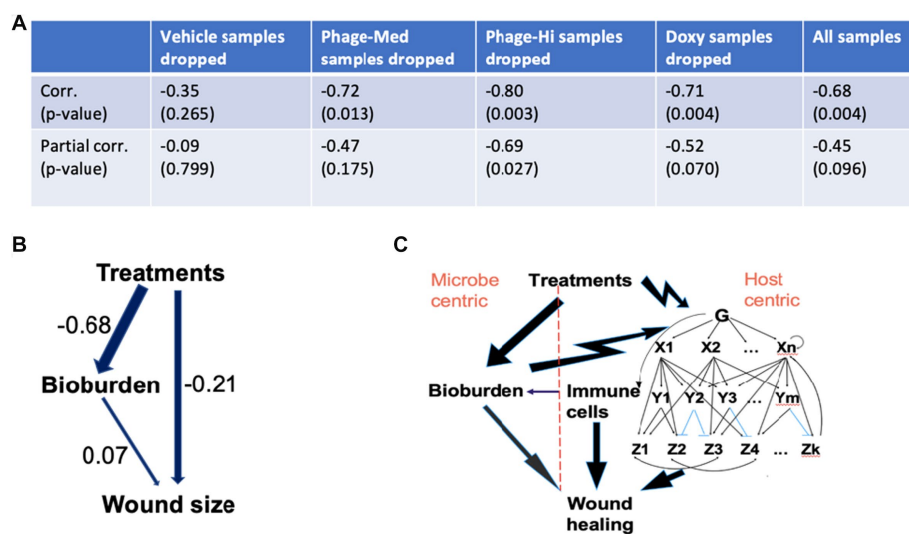 A
Vehicle samples dropped
Phage-Med samples dropped
Phage-Hi samples dropped
Doxy samples dropped
All samples
Corr. (p-value)
-0.35 (0.265)
-0.72 (0.013)
-0.80 (0.003)
-0.71 (0.004)
-0.68 (0.004)
Partial corr. (p-value)
-0.09 (0.799)
-0.47 (0.175)
-0.69 (0.027)
-0.52 (0.070)
-0.45 (0.096)
B
Treatments
-0.68
Bioburden
-0.21
0.07
Wound size
C
Microbe centric
Treatments
Host centric
G
X1 X2 ... Xn
Bioburden
Immune cells
Y1 Y2 Y3 ... Ym
Z1 Z2 Z3 Z4 ... Zk
Wound healing